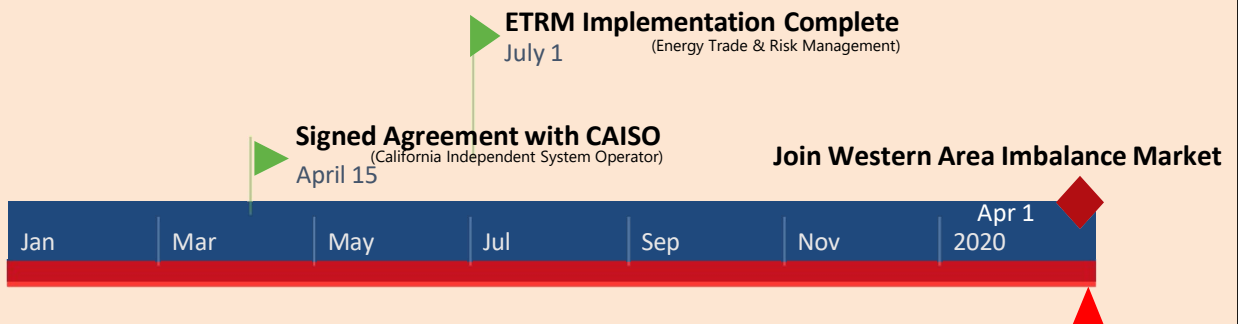 ETRM Implementation Complete
(Energy Trade & Risk Management)
July 1
Signed Agreement with CAISO
(California Independent System Operator)
April 15
Join Western Area Imbalance Market
Apr 1
Jan Mar May Jul Sep Nov 2020